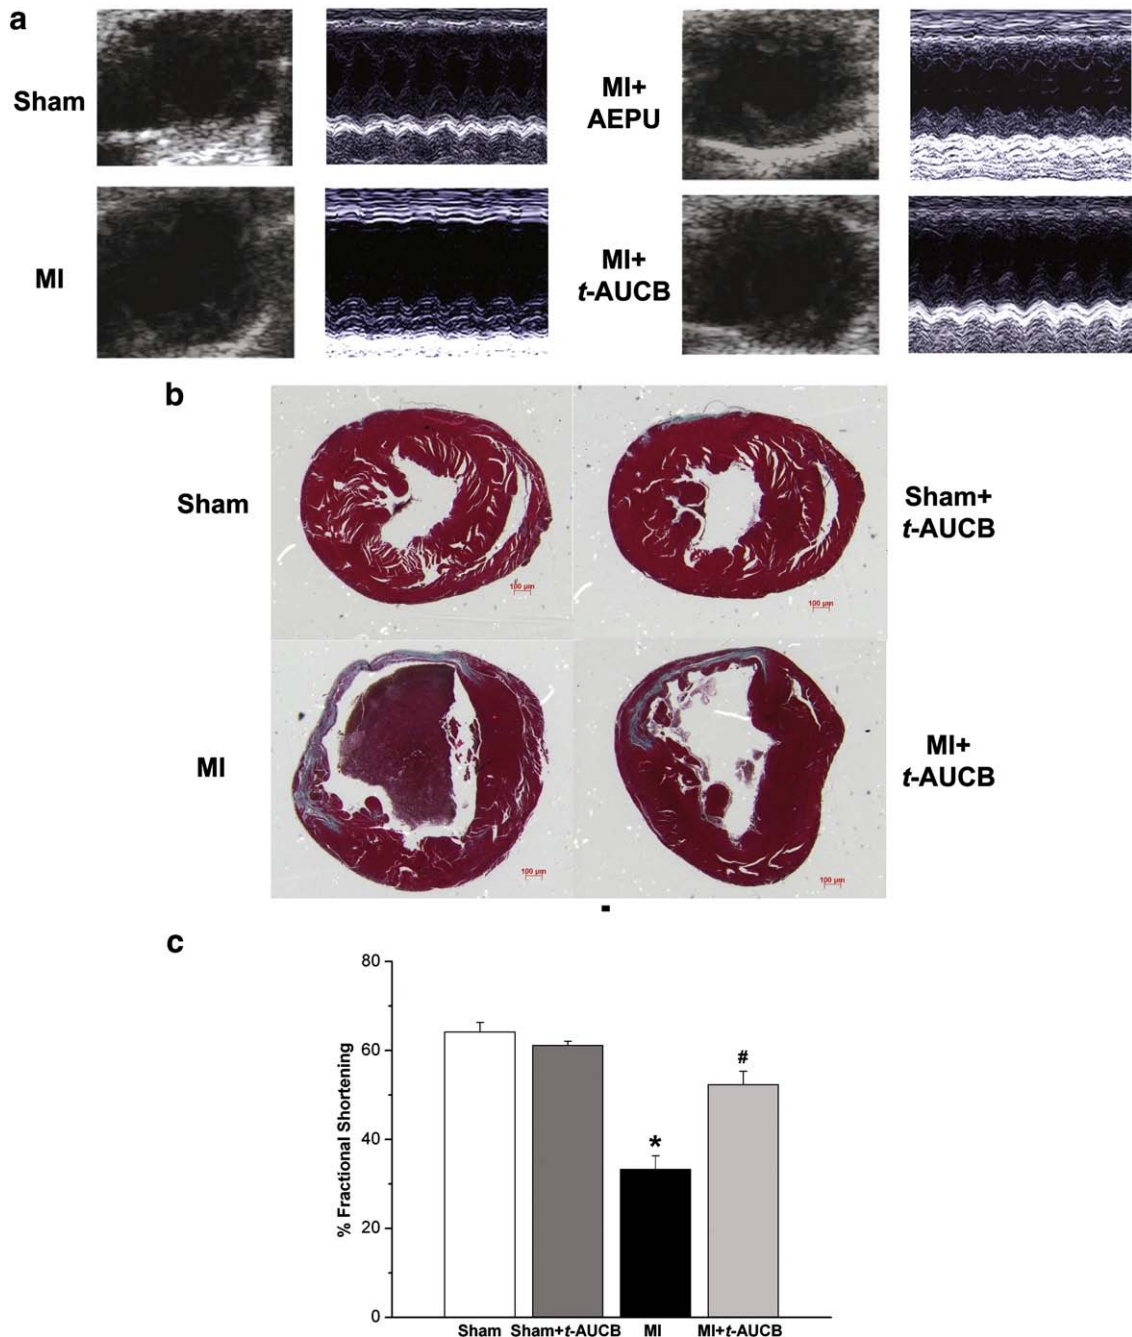 a
Sham
MI+
AEPU
MI
MI+
t-AUCB
b
Sham
Sham+
t-AUCB
100 µm
100 µm
MI
MI+
t-AUCB
100 µm
100 µm
c
% Fractional Shortening
80
60
40
20
0
*
#
Sham
Sham+t-AUCB
MI
MI+t-AUCB